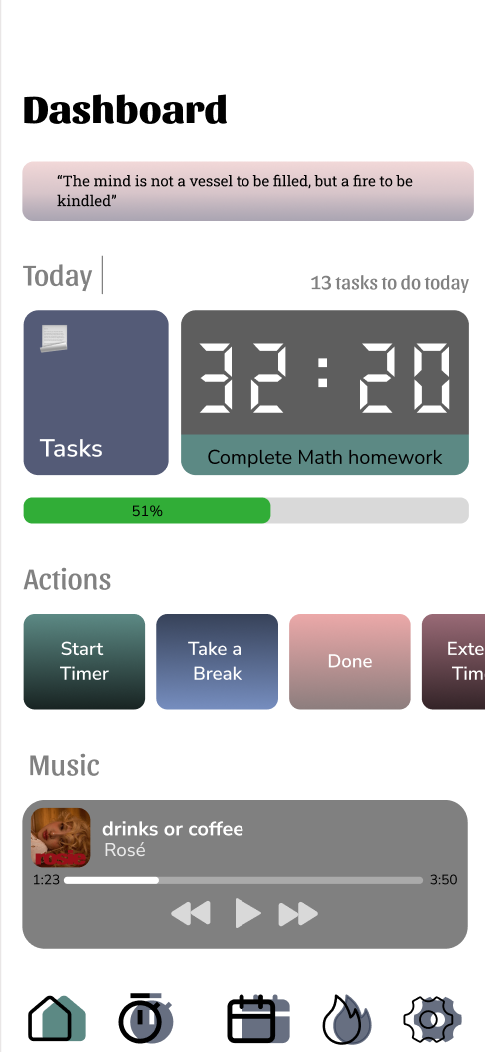 Dashboard
“The mind is not a vessel to be filled, but a fire to be
kindled”
Today
13 tasks to do today
32:20
Tasks
Complete Math homework
51%
Actions
Start
Timer
Take a
Break
Done
Exte
Tim
Music
drinks or coffee
Rosé
1:23
3:50